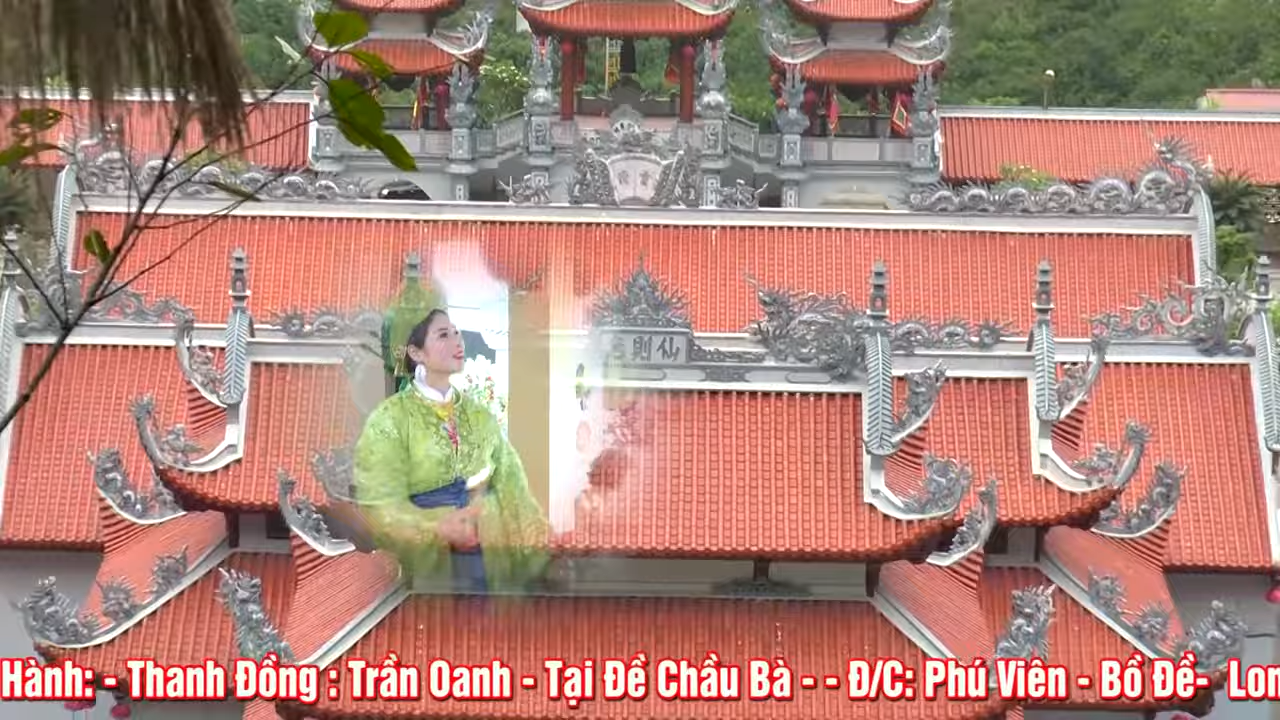 Hành: - Thanh Đồng : Trần Oanh - Tại Đề Chầu Bà - - Đ/C: Phú Viên - Bồ Đề- Lon